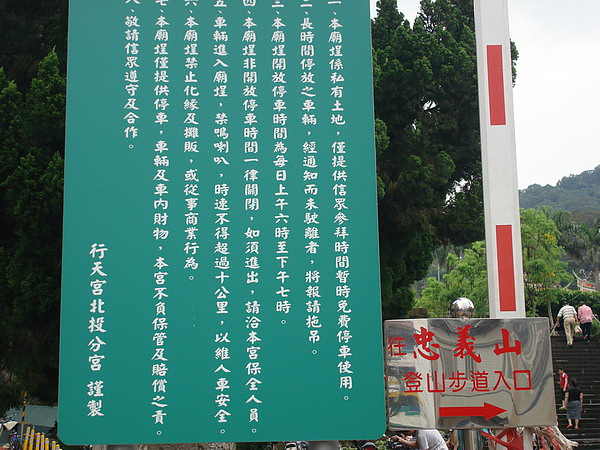 一、本廟埕係私有土地，僅提供信眾參拜時間暫時免費停車使用。
二、長時間停放之車輛，經通知而未駛離者，將報請拖吊。
三、本廟埕開放停車時間為每日上午六時至下午七時。
四、本廟埕非開放停車時間一律關閉，如須進出，請洽本宮保全人員。
五、車輛進入廟埕，禁鳴喇叭，時速不得超過十公里，以維人車安全。
六、本廟埕禁止化緣及攤販，或從事商業行為。
七、本廟埕僅提供停車，車輛及車內財物，本宮不負保管及賠償之責。
八、敬請信眾遵守及合作。
行天宮北投分宮 謹製
往忠義山
登山步道入口